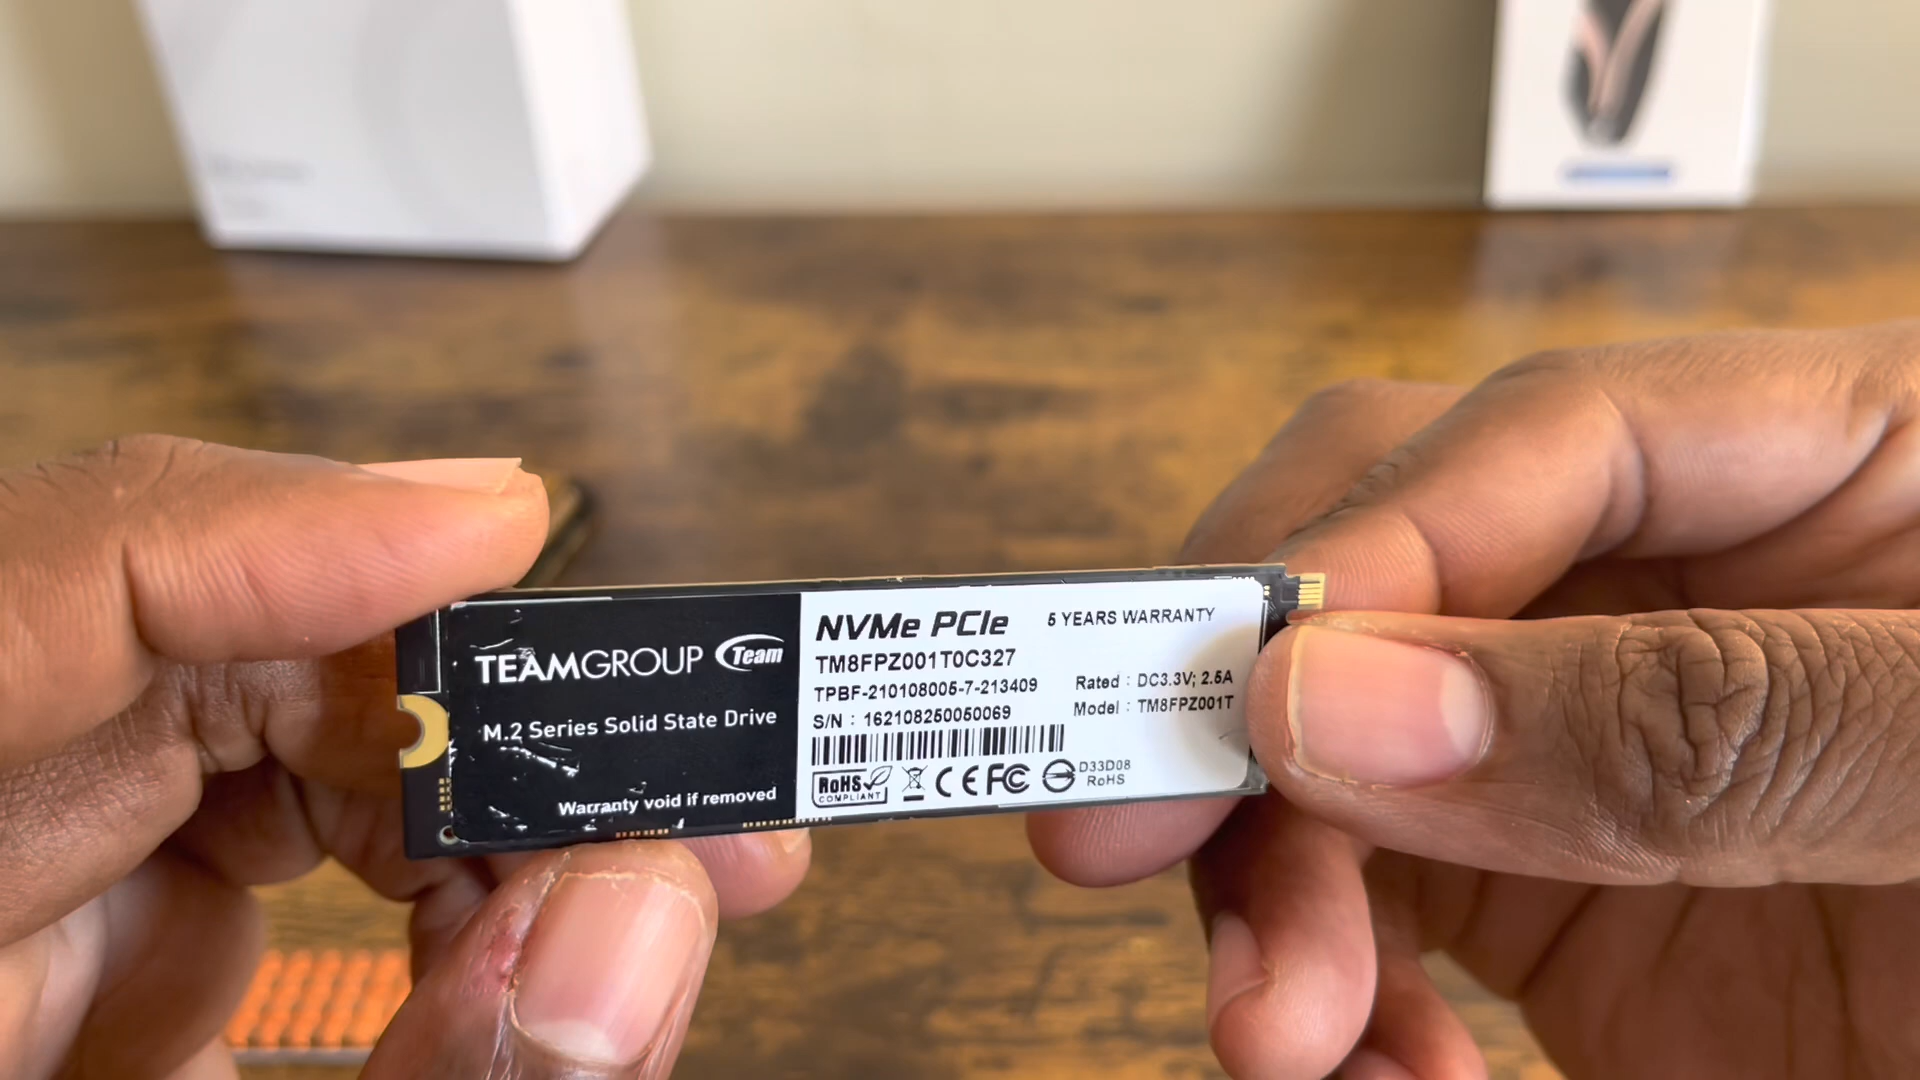 TEAMGROUP Team
M.2 Series Solid State Drive
Warranty void if removed
NVMe PCIe
5 YEARS WARRANTY
TM8FPZ001T0C327
TPBF-210108005-7-213409
S/N : 162108250050069
Rated : DC3.3V; 2.5A
Model : TM8FPZ001T
RoHS
COMPLIANT
CE FC
D33D08
RoHS